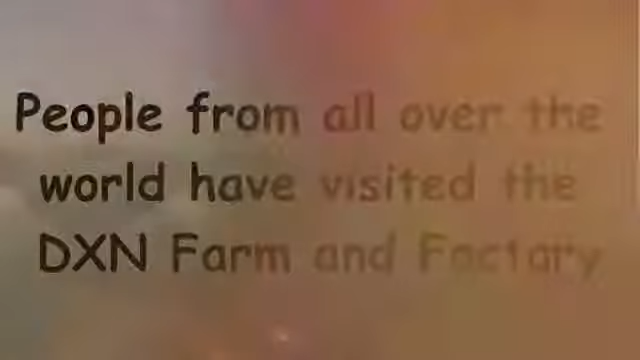 People from all over the
world have visited the
DXN Farm and Factory